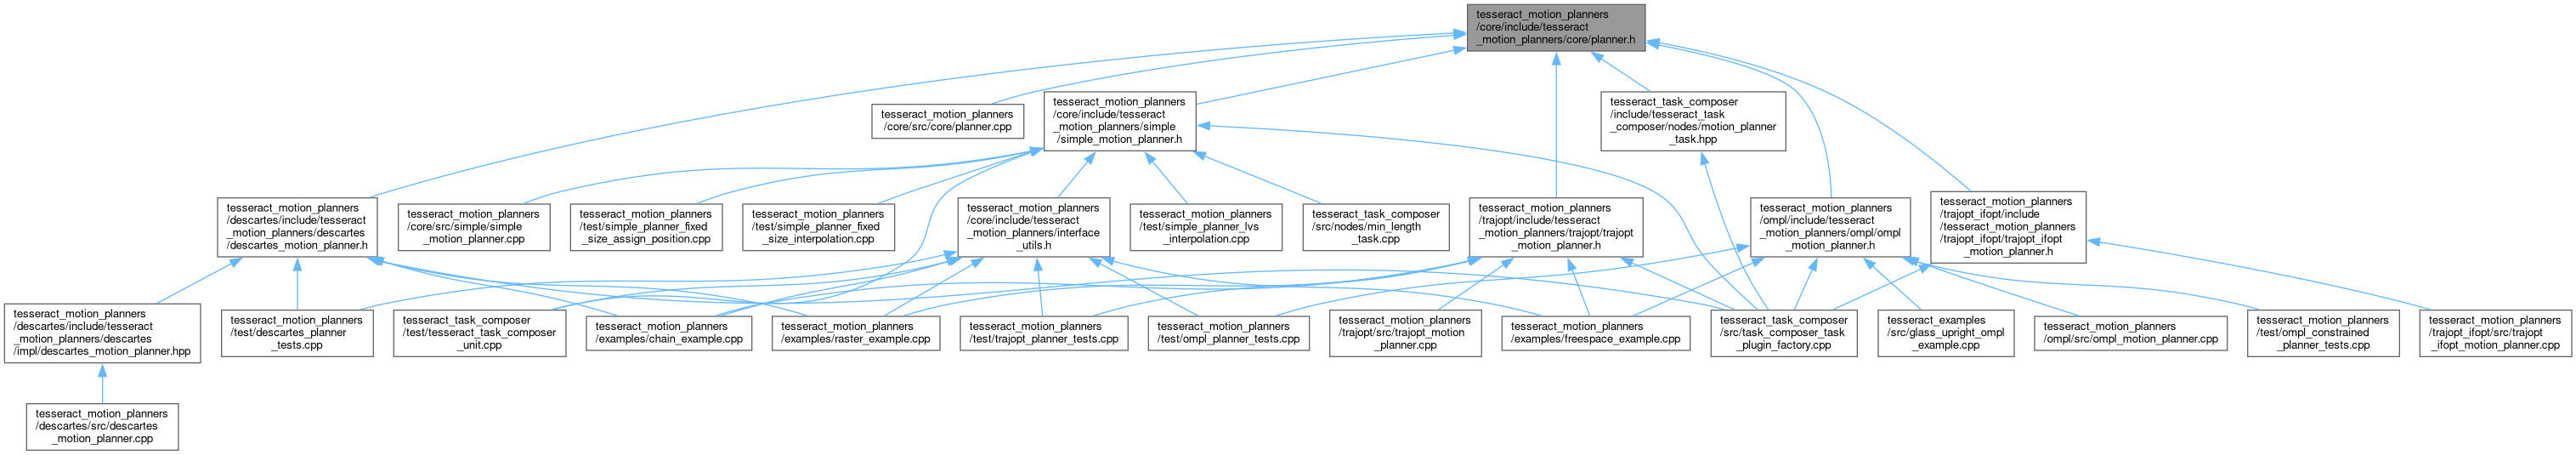 tesseract_motion_planners
/core/include/tesseract
_motion_planners/core/planner.h
tesseract_motion_planners
/core/src/core/planner.cpp
tesseract_motion_planners
/core/include/tesseract
_motion_planners/simple
/simple_motion_planner.h
tesseract_task_composer
/include/tesseract_task
_composer/nodes/motion_planner
_task.hpp
tesseract_motion_planners
/descartes/include/tesseract
_motion_planners/descartes
/descartes_motion_planner.h
tesseract_motion_planners
/core/src/simple/simple
_motion_planner.cpp
tesseract_motion_planners
/test/simple_planner_fixed
_size_assign_position.cpp
tesseract_motion_planners
/test/simple_planner_fixed
_size_interpolation.cpp
tesseract_motion_planners
/core/include/tesseract
_motion_planners/interface
_utils.h
tesseract_motion_planners
/test/simple_planner_lvs
_interpolation.cpp
tesseract_task_composer
/src/nodes/min_length
_task.cpp
tesseract_motion_planners
/trajopt/include/tesseract
_motion_planners/trajopt/trajopt
_motion_planner.h
tesseract_motion_planners
/ompl/include/tesseract
_motion_planners/ompl/ompl
_motion_planner.h
tesseract_motion_planners
/trajopt_ifopt/include
/tesseract_motion_planners
/trajopt_ifopt/trajopt_ifopt
_motion_planner.h
tesseract_motion_planners
/descartes/include/tesseract
_motion_planners/descartes
/impl/descartes_motion_planner.hpp
tesseract_motion_planners
/test/descartes_planner
_tests.cpp
tesseract_task_composer
/test/tesseract_task_composer
_unit.cpp
tesseract_motion_planners
/examples/chain_example.cpp
tesseract_motion_planners
/examples/raster_example.cpp
tesseract_motion_planners
/test/trajopt_planner_tests.cpp
tesseract_motion_planners
/test/ompl_planner_tests.cpp
tesseract_motion_planners
/trajopt/src/trajopt_motion
_planner.cpp
tesseract_motion_planners
/examples/freespace_example.cpp
tesseract_task_composer
/src/task_composer_task
_plugin_factory.cpp
tesseract_examples
/src/glass_upright_ompl
_example.cpp
tesseract_motion_planners
/ompl/src/ompl_motion_planner.cpp
tesseract_motion_planners
/test/ompl_constrained
_planner_tests.cpp
tesseract_motion_planners
/trajopt_ifopt/src/trajopt
_ifopt_motion_planner.cpp
tesseract_motion_planners
/descartes/src/descartes
_motion_planner.cpp